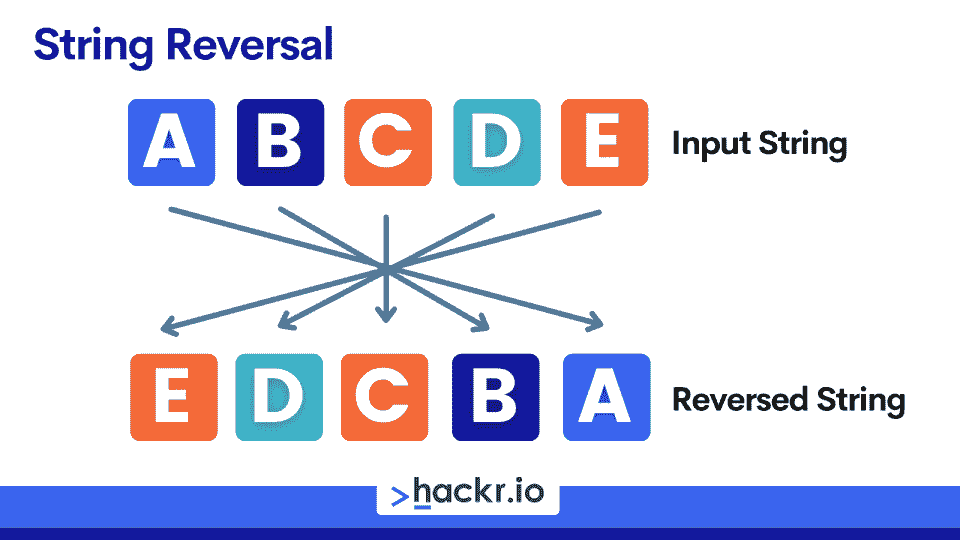 String Reversal
A B C D E Input String
E D C B A Reversed String
>hackr.io